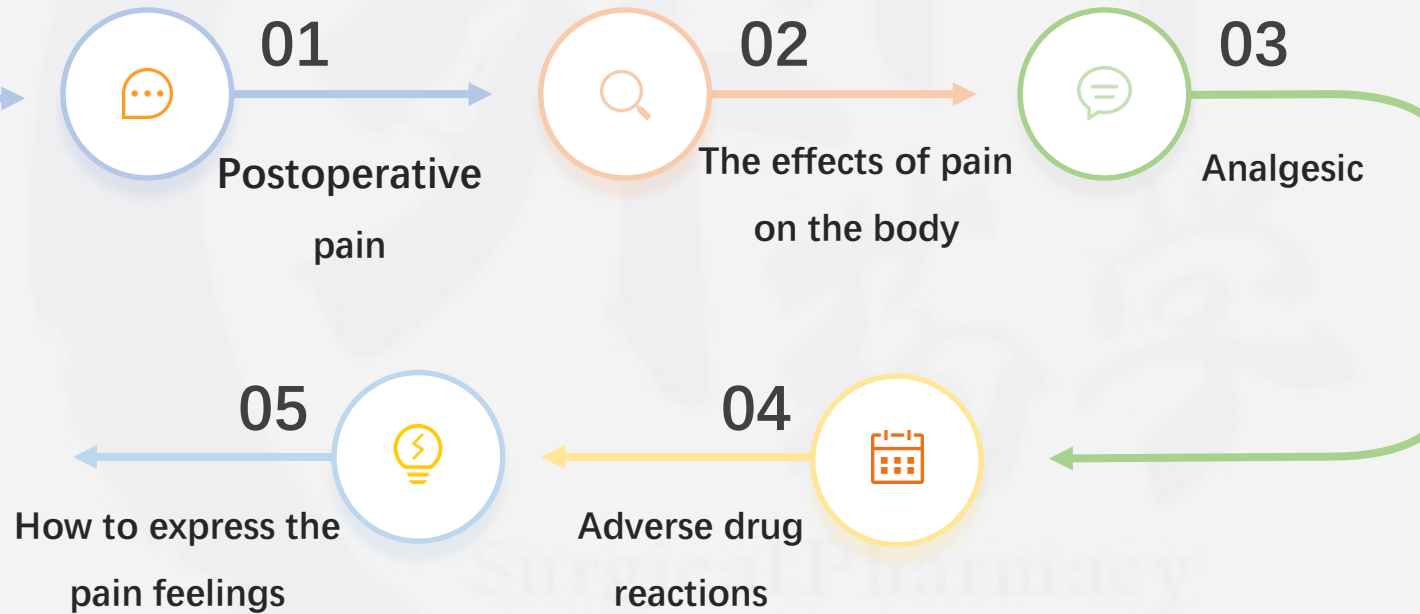 01
Postoperative
pain
02
The effects of pain
on the body
03
Analgesic
04
Adverse drug
reactions
05
How to express the
pain feelings
Surgical Pharmacy